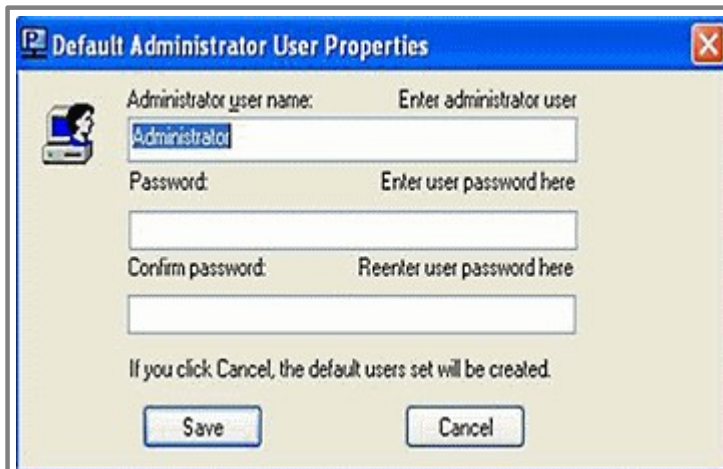 Default Administrator User Properties
Administrator user name: Enter administrator user
Administrator
Password: Enter user password here
Confirm password: Reenter user password here
If you click Cancel, the default users set will be created.
Save Cancel